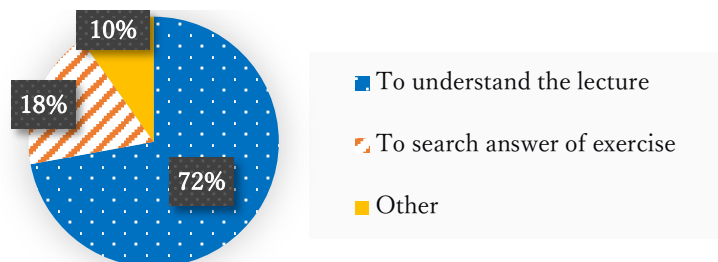 10%
18%
72%
To understand the lecture
To search answer of exercise
Other